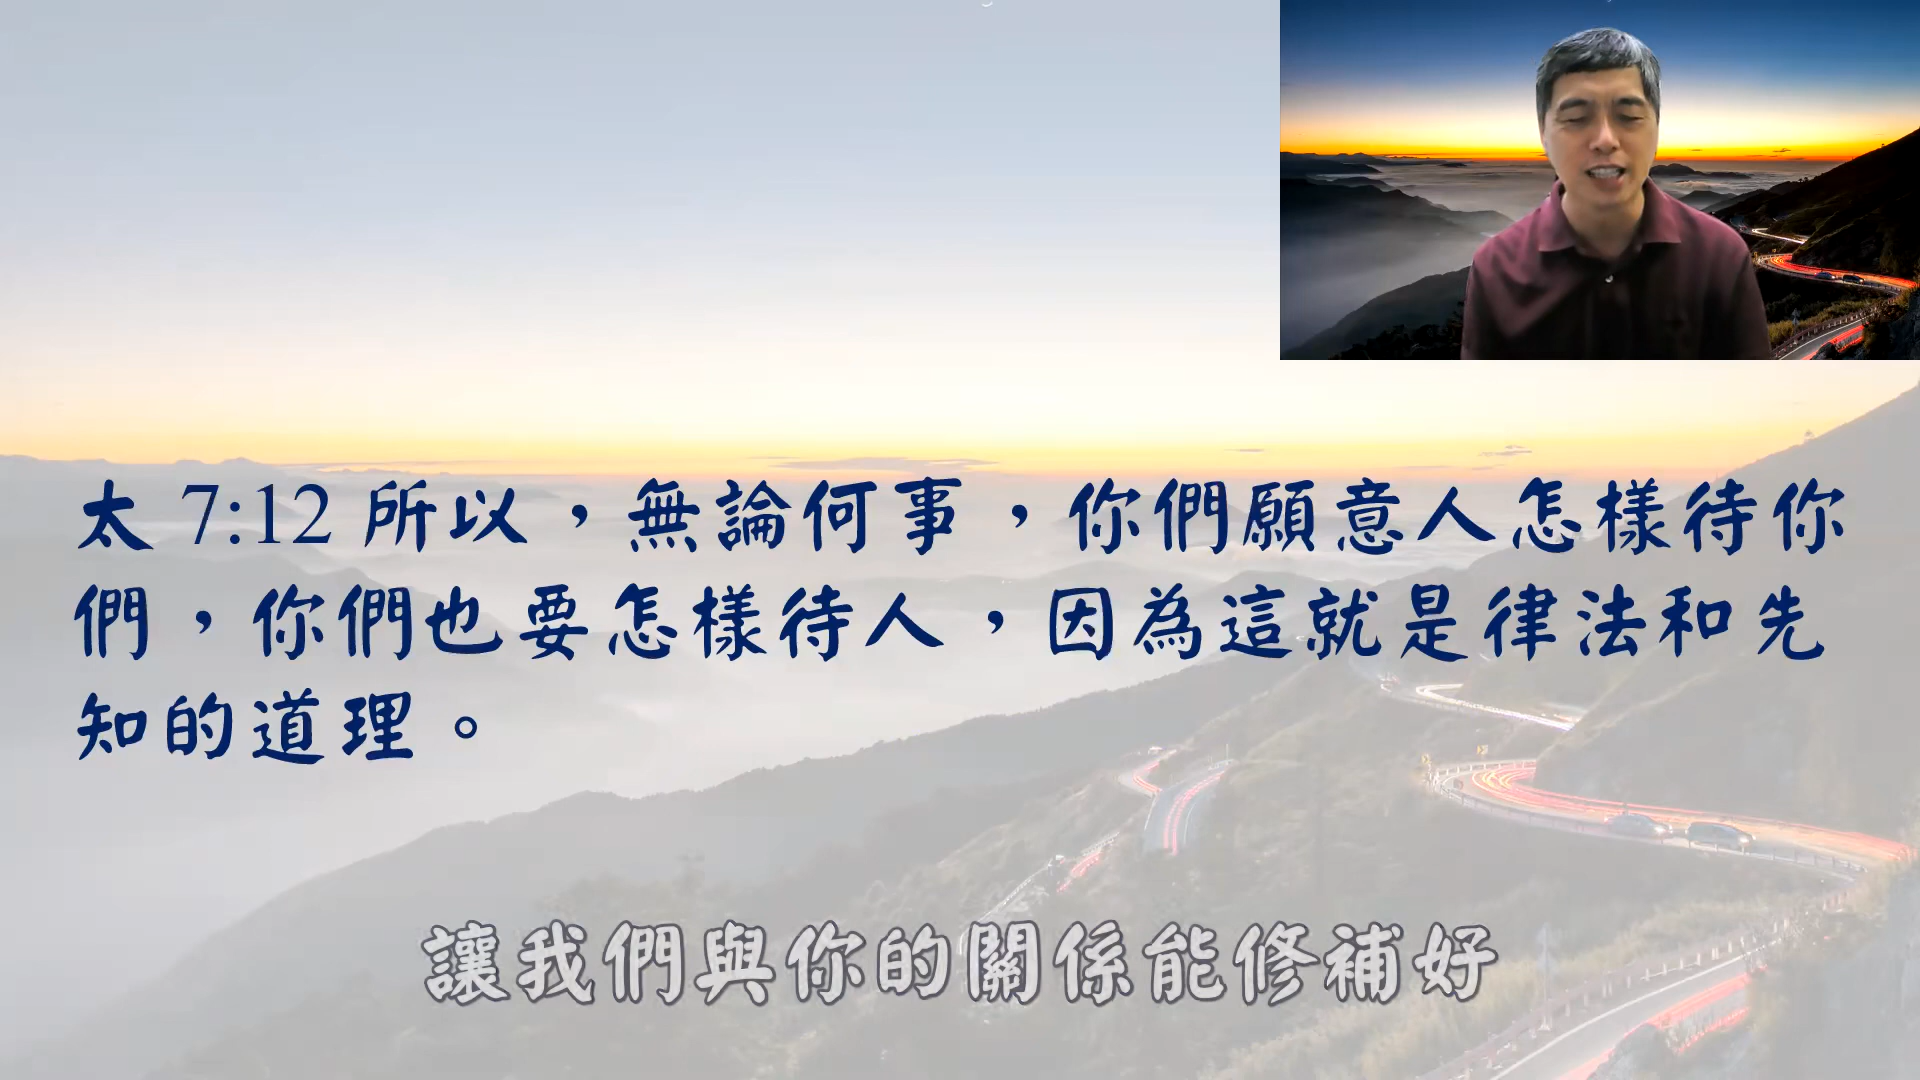 太 7:12 所以，無論何事，你們願意人怎樣待你
們，你們也要怎樣待人，因為這就是律法和先
知的道理。
讓我們與你的關係能修補好